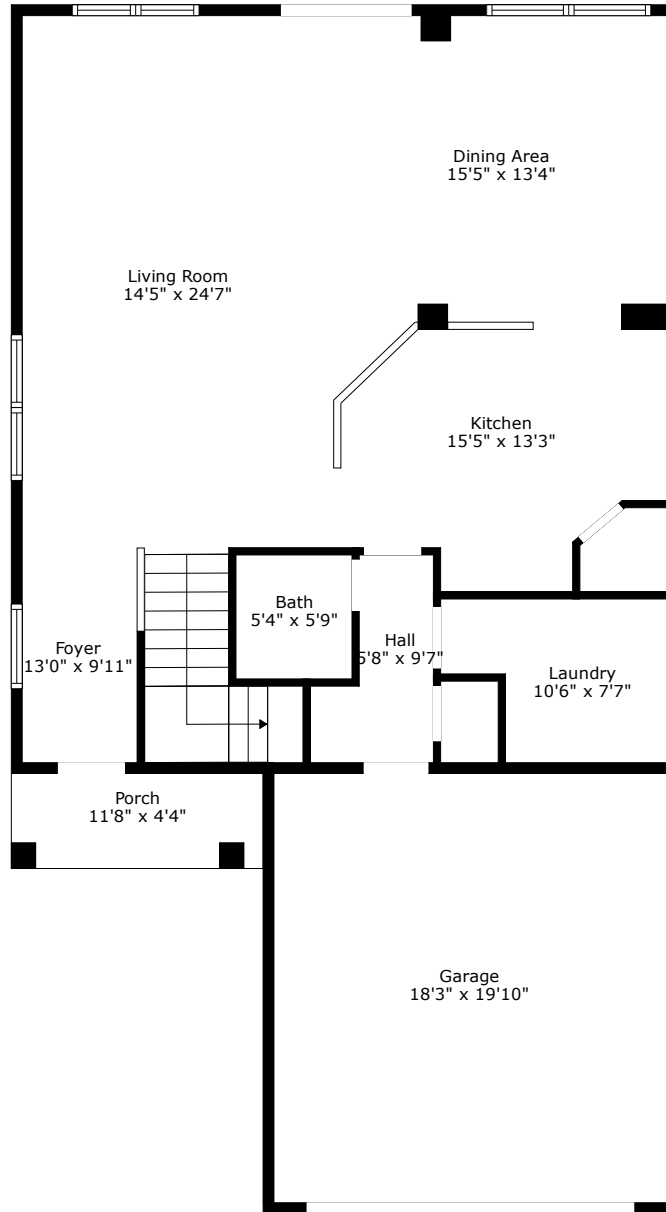 Dining Area
15'5" x 13'4"
Living Room
14'5" x 24'7"
Kitchen
15'5" x 13'3"
Bath
5'4" x 5'9"
Foyer
13'0" x 9'11"
Hall
5'8" x 9'7"
Laundry
10'6" x 7'7"
Porch
11'8" x 4'4"
Garage
18'3" x 19'10"